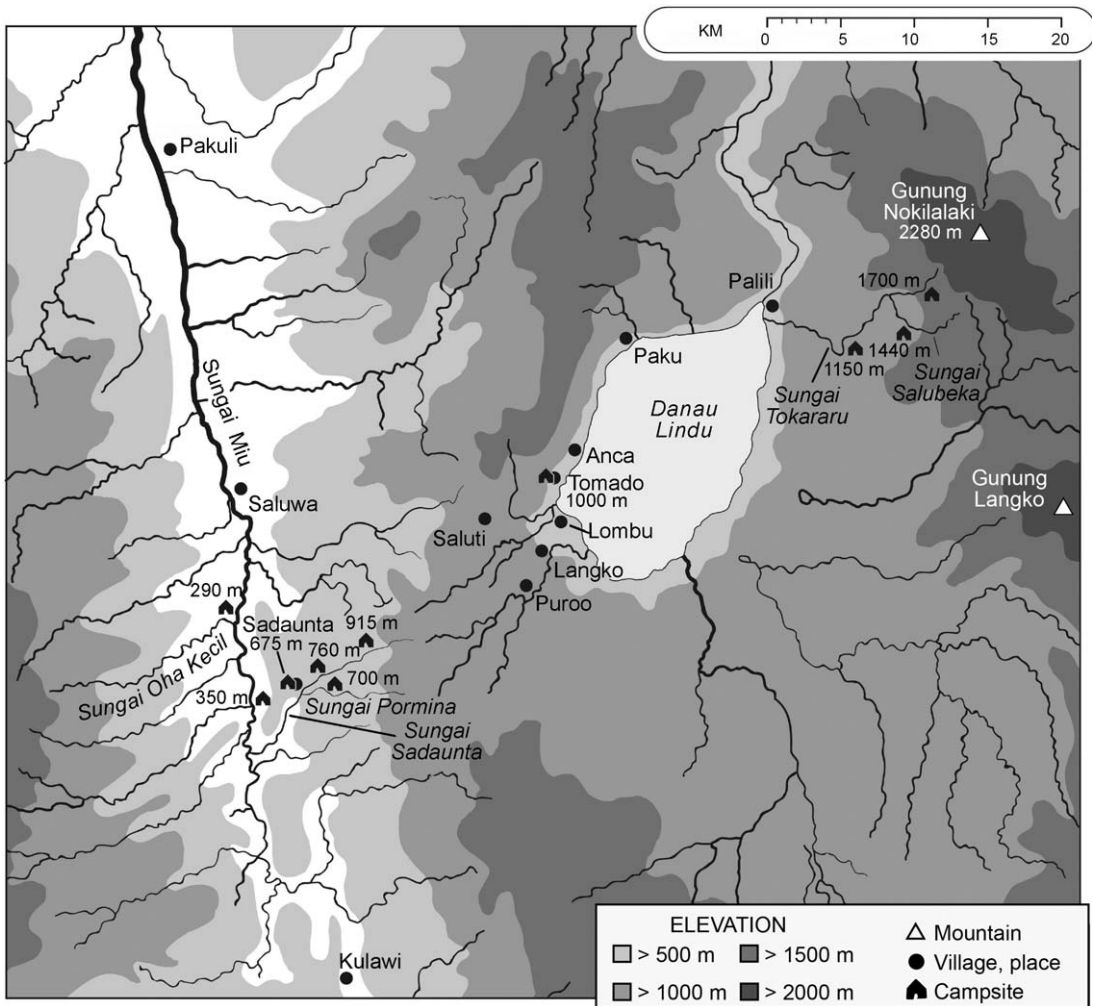 KM 0 5 10 15 20
Pakuli
Gunung
Nokilalaki
2280 m
1700 m
Palili
Paku
1440 m
1150 m
Sungai
Salubeka
Sungai
Tokararu
Sungai Miu
Danau
Lindu
Anca
Tomado
1000 m
Gunung
Langko
Saluwa
Saluti
Lombu
Langko
Puroo
290 m
Sadaunta
675 m
915 m
760 m
700 m
350 m
Sungai Oha Kecil
Sungai Pormina
Sungai
Sadaunta
Kulawi
ELEVATION
> 500 m
> 1500 m
> 1000 m
> 2000 m
Mountain
Village, place
Campsite